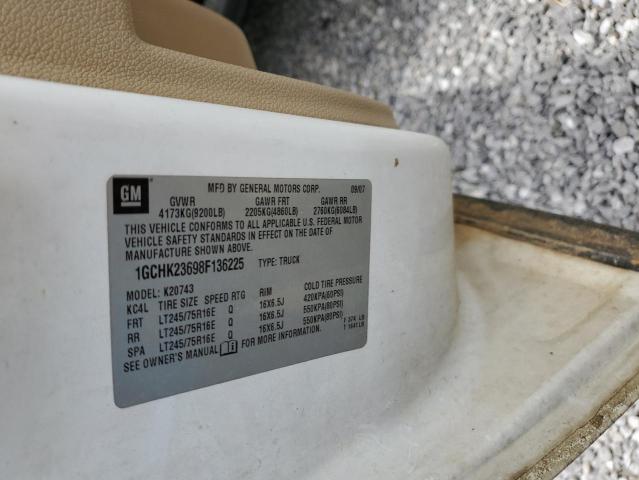 GM
MFD BY GENERAL MOTORS CORP. 09/07
GVWR GAWR FRT GAWR RR
4173KG(9200LB) 2205KG(4860LB) 2760KG(6084LB)
THIS VEHICLE CONFORMS TO ALL APPLICABLE U.S. FEDERAL MOTOR
VEHICLE SAFETY STANDARDS IN EFFECT ON THE DATE OF
MANUFACTURE SHOWN ABOVE.
1GCHK23698F136225 TYPE: TRUCK
MODEL: K20743
KC4L TIRE SIZE SPEED RTG RIM COLD TIRE PRESSURE
FRT LT245/75R16E Q 16X6.5J 420KPA(60PSI)
RR LT245/75R16E Q 16X6.5J 550KPA(80PSI)
SPA LT245/75R16E Q 16X6.5J 550KPA(80PSI)
SEE OWNER'S MANUAL FOR MORE INFORMATION.
F 374 LB
T 1641 LB